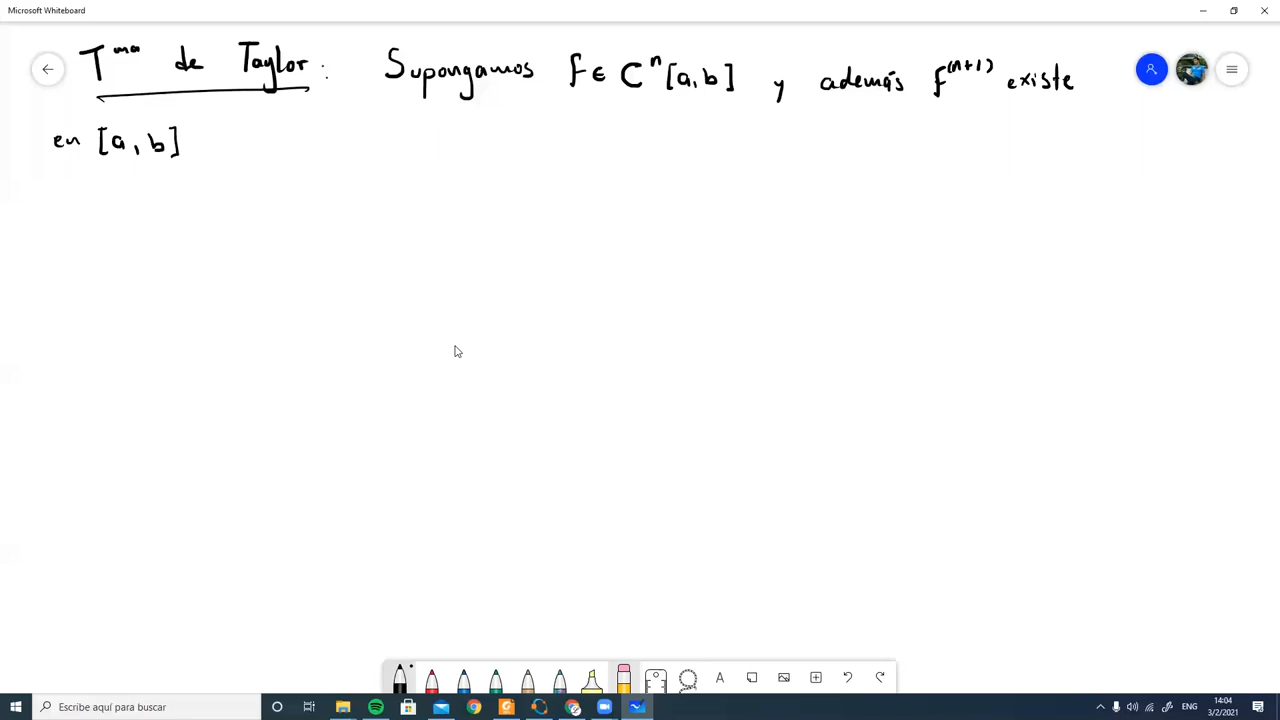 Microsoft Whiteboard
Tᵐᵃ de Taylor: Supongamos f ∈ Cⁿ[a,b] y además f⁽ⁿ⁺¹⁾ existe
en [a,b]
A
Escribe aquí para buscar
ENG
14:04
3/2/2021